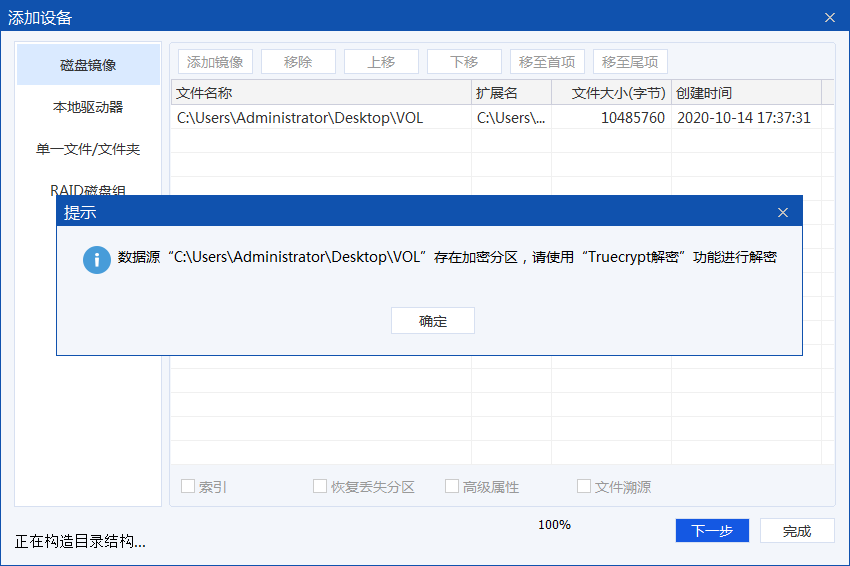 添加设备
磁盘镜像
本地驱动器
单一文件/文件夹
RAID磁盘组
添加镜像 移除 上移 下移 移至首项 移至尾项
文件名称 扩展名 文件大小(字节) 创建时间
C:\Users\Administrator\Desktop\VOL C:\Users\... 10485760 2020-10-14 17:37:31
提示
数据源“C:\Users\Administrator\Desktop\VOL”存在加密分区，请使用“Truecrypt解密”功能进行解密
确定
索引 恢复丢失分区 高级属性 文件溯源
正在构造目录结构...
100%
下一步 完成